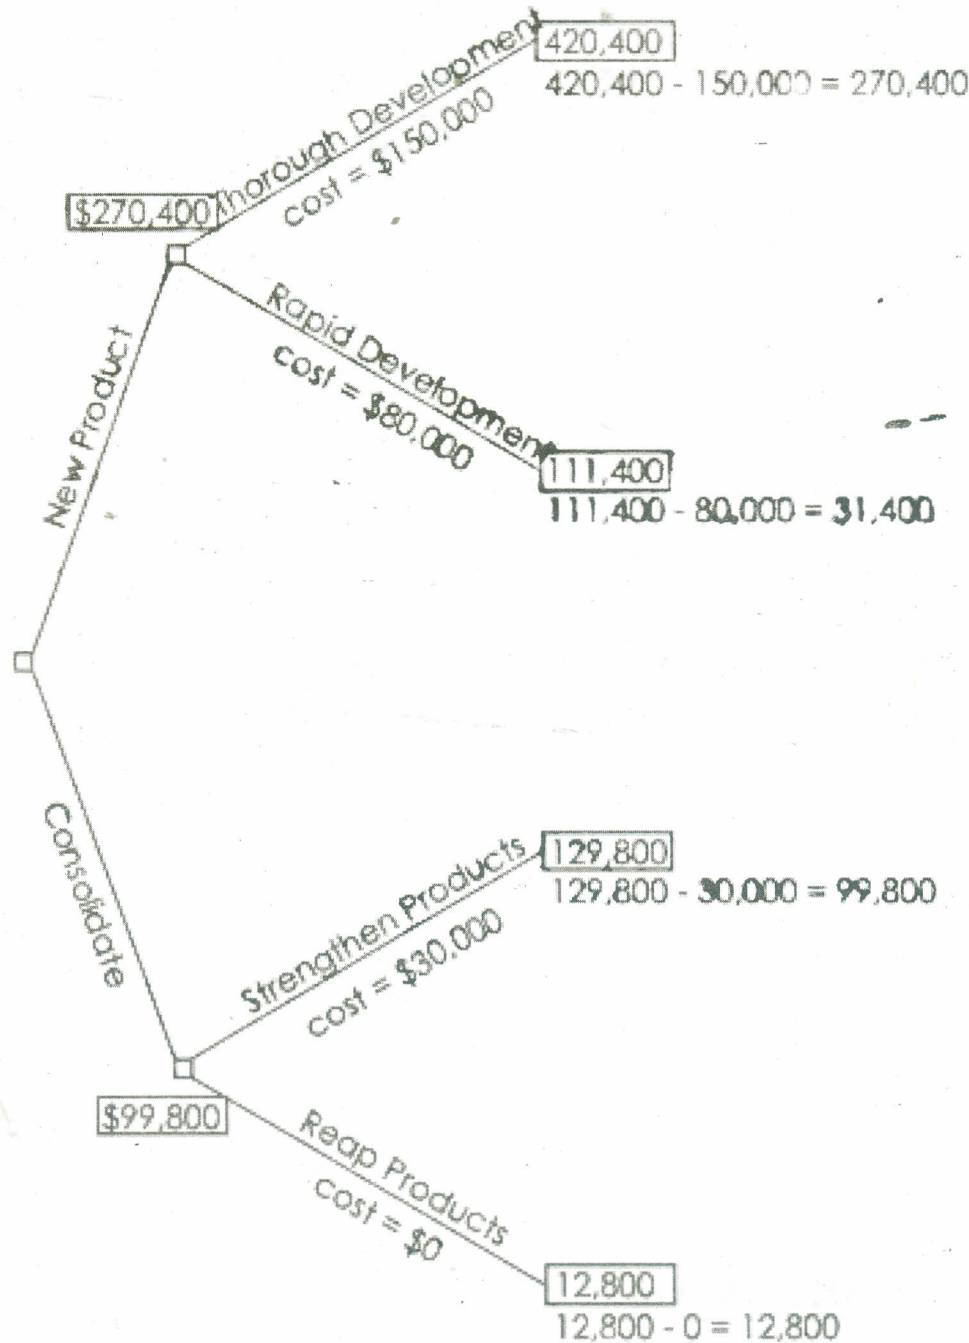 420,400
420,400 - 150,000 = 270,400
Thorough Development
cost = $150,000
$270,400
Rapid Development
cost = $80,000
New Product
111,400
111,400 - 80,000 = 31,400
Consolidate
129,800
129,800 - 30,000 = 99,800
Strengthen Products
cost = $30,000
$99,800
Reap Products
cost = $0
12,800
12,800 - 0 = 12,800